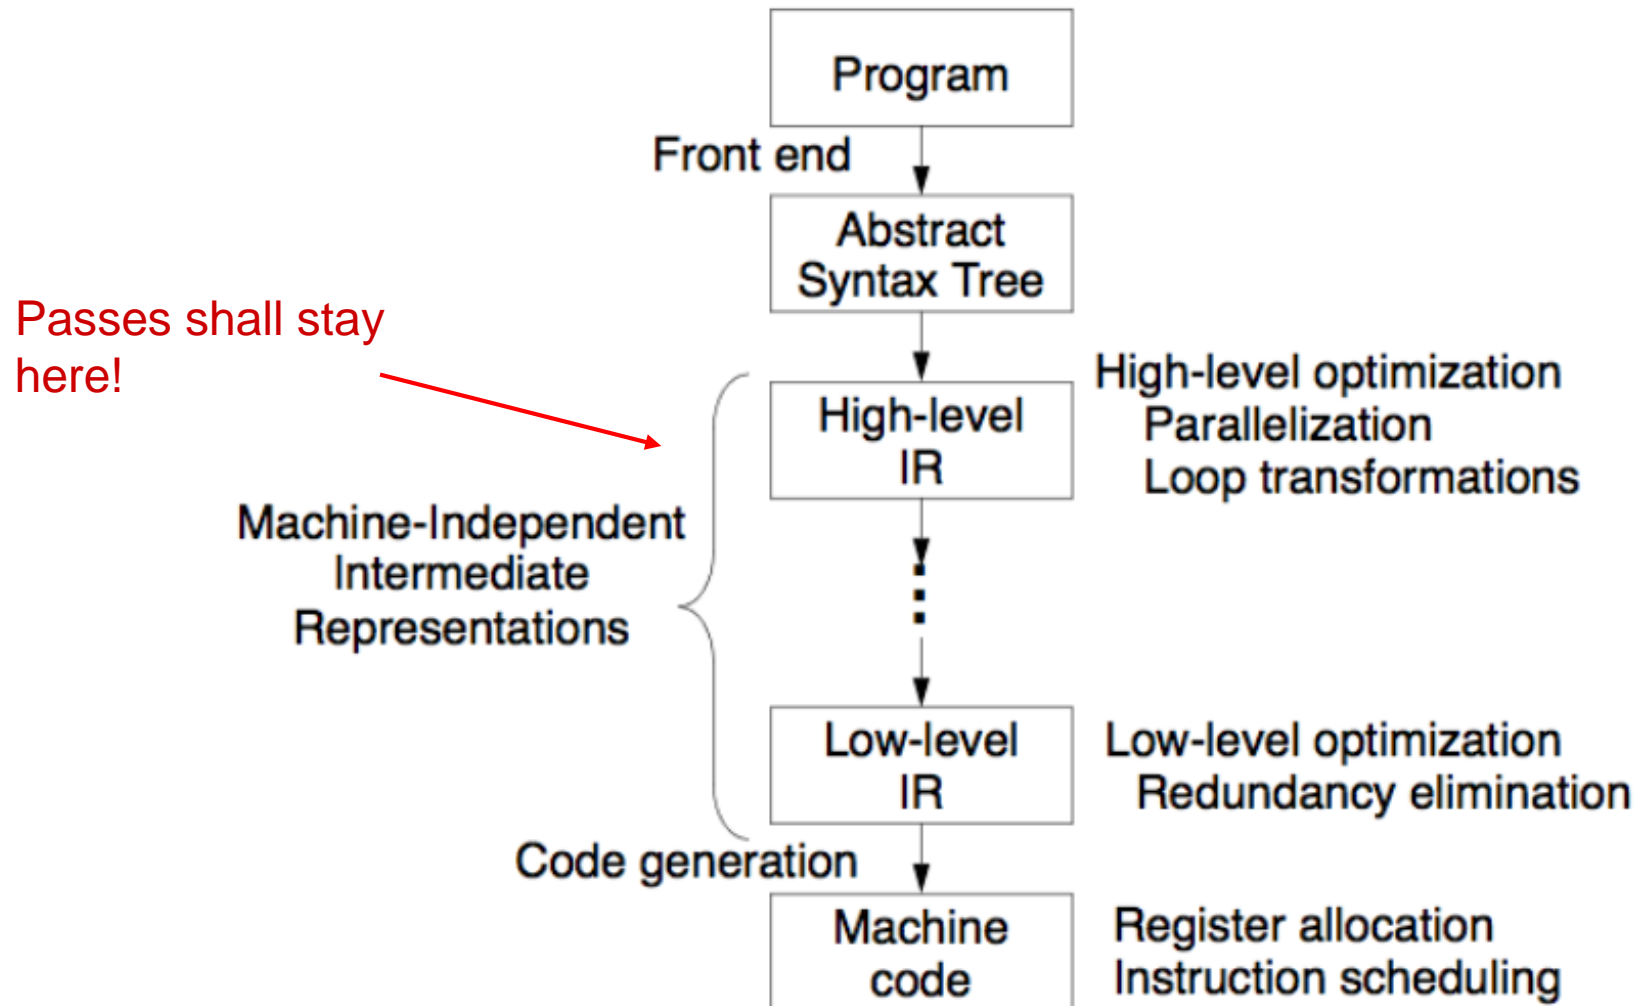 Program
Front end
Abstract
Syntax Tree
Passes shall stay
here!
High-level optimization
Parallelization
Loop transformations
High-level
IR
Machine-Independent
Intermediate
Representations
Low-level
IR
Low-level optimization
Redundancy elimination
Code generation
Machine
code
Register allocation
Instruction scheduling